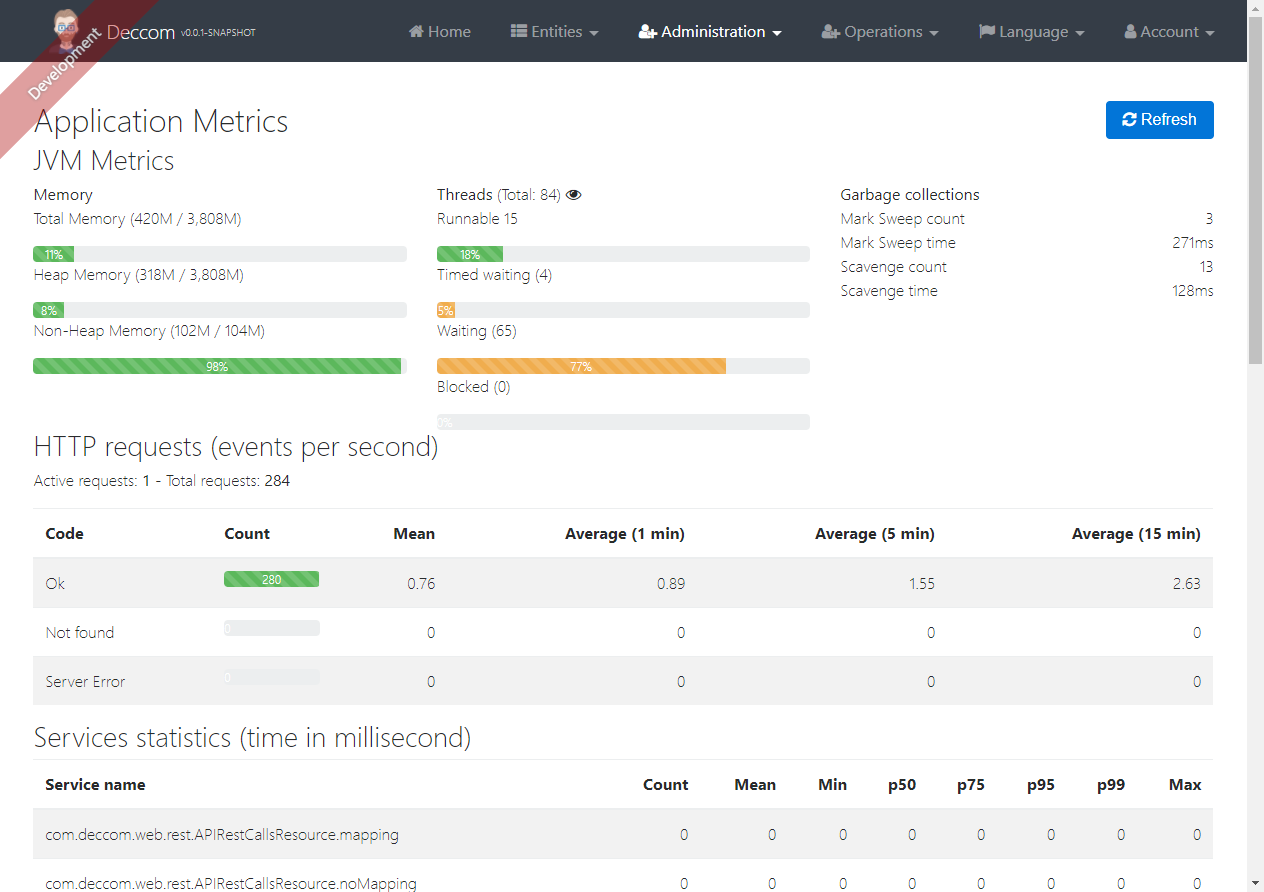 Development
Deccom v0.0.1-SNAPSHOT Home Entities Administration Operations Language Account
Application Metrics Refresh
JVM Metrics
Memory
Total Memory (420M / 3,808M)
11%
Heap Memory (318M / 3,808M)
8%
Non-Heap Memory (102M / 104M)
98%
Threads (Total: 84)
Runnable 15
18%
Timed waiting (4)
5%
Waiting (65)
77%
Blocked (0)
0%
Garbage collections
Mark Sweep count 3
Mark Sweep time 271ms
Scavenge count 13
Scavenge time 128ms
HTTP requests (events per second)
Active requests: 1 - Total requests: 284
Code Count Mean Average (1 min) Average (5 min) Average (15 min)
Ok 280 0.76 0.89 1.55 2.63
Not found 0 0 0 0 0
Server Error 0 0 0 0 0
Services statistics (time in millisecond)
Service name Count Mean Min p50 p75 p95 p99 Max
com.deccom.web.rest.APIRestCallsResource.mapping 0 0 0 0 0 0 0 0
com.deccom.web.rest.APIRestCallsResource.noMapping 0 0 0 0 0 0 0 0